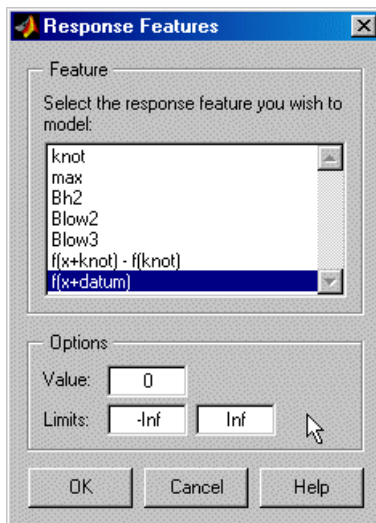 Response Features
Feature
Select the response feature you wish to
model:
knot
max
Bh2
Blow2
Blow3
f(x+knot) - f(knot)
f(x+datum)
Options
Value: 0
Limits: -Inf Inf
OK Cancel Help